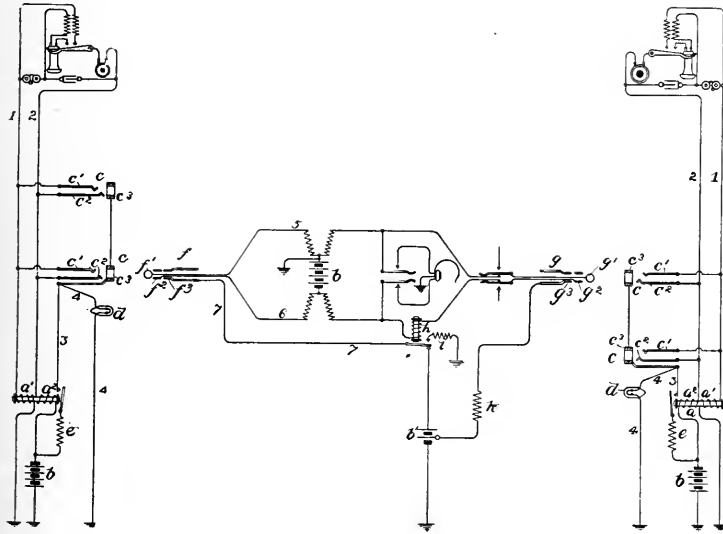 1 2
2 1
c' c
c² c³
c' c² c
c³
4
d
3 4
a' a²
e
b
f' f
f² f³
7
5
b
6
7
h
i
b'
k
g g'
g³ g²
c³ c'
c c²
c³ c² c'
c
d 4 3
a² a'
a
4 e
b